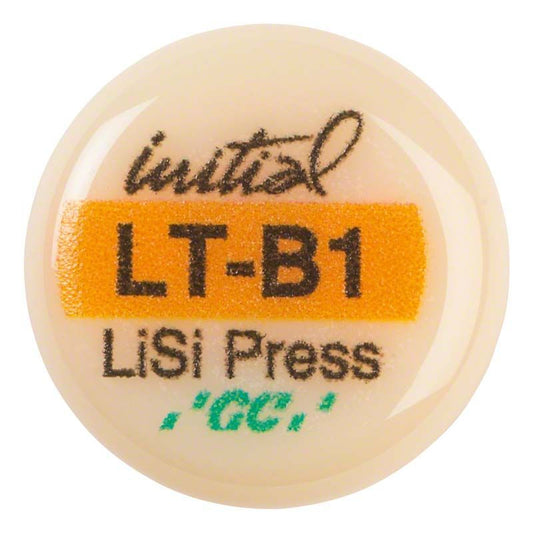 initial
LT-B1
LiSi Press
'GC'